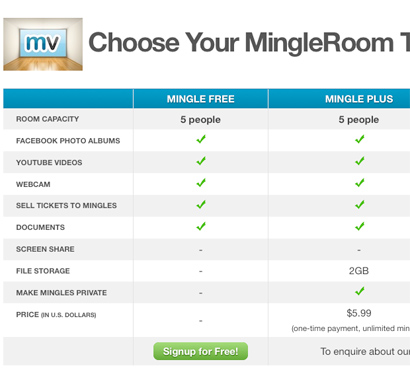 mv
Choose Your MingleRoom
MINGLE FREE MINGLE PLUS
ROOM CAPACITY 5 people 5 people
FACEBOOK PHOTO ALBUMS ✓ ✓
YOUTUBE VIDEOS ✓ ✓
WEBCAM ✓ ✓
SELL TICKETS TO MINGLES ✓ ✓
DOCUMENTS ✓ ✓
SCREEN SHARE - -
FILE STORAGE - 2GB
MAKE MINGLES PRIVATE - ✓
PRICE (IN U.S. DOLLARS) - $5.99
(one-time payment, unlimited
Signup for Free! To enquire about